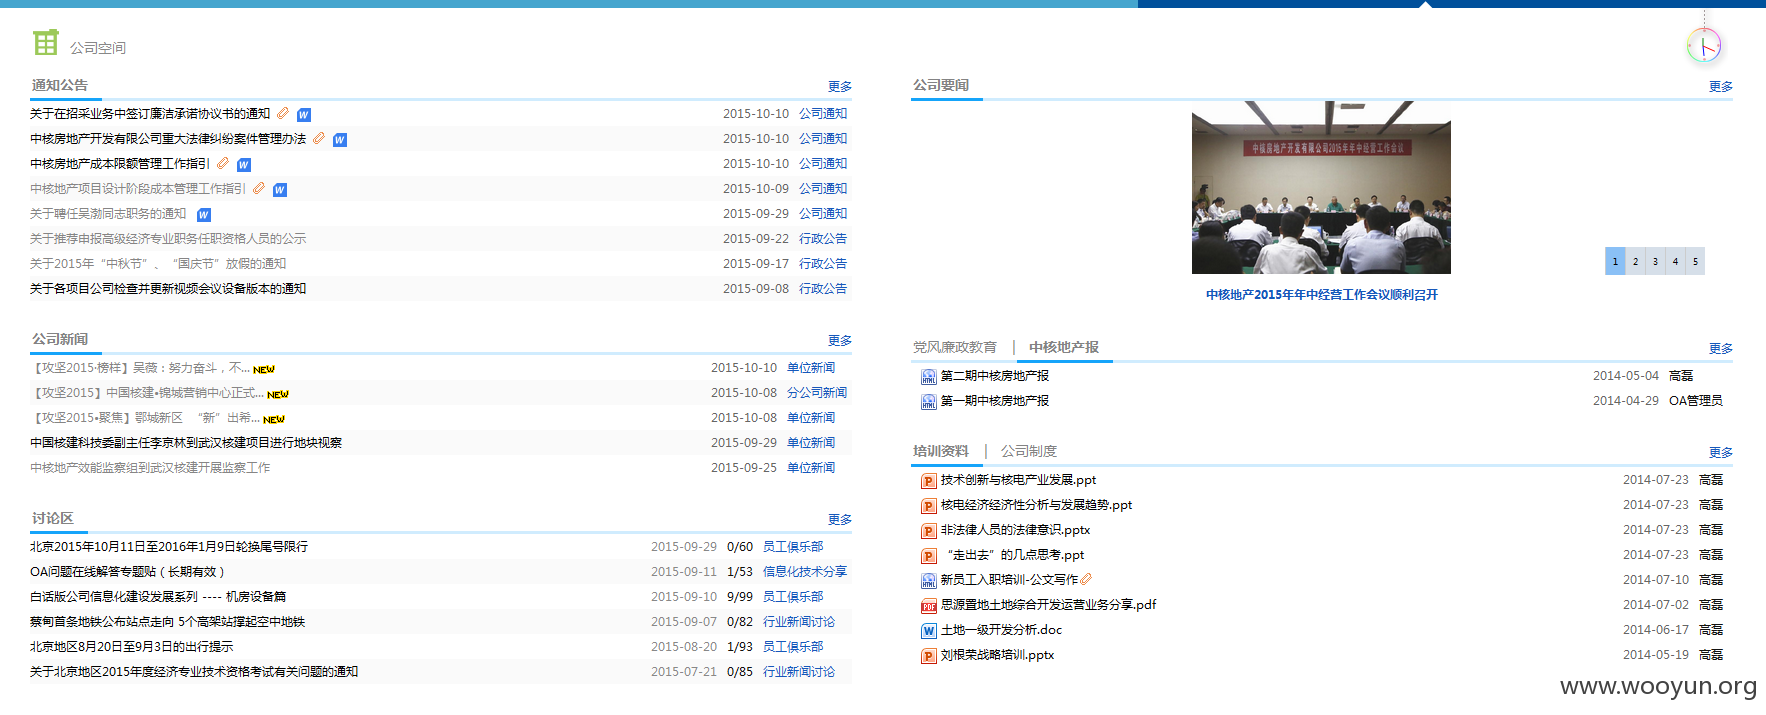 公司空间
通知公告 更多
关于在招采业务中签订廉洁承诺协议书的通知 2015-10-10 公司通知
中核房地产开发有限公司重大法律纠纷案件管理办法 2015-10-10 公司通知
中核房地产成本限额管理工作指引 2015-10-10 公司通知
中核地产项目设计阶段成本管理工作指引 2015-10-09 公司通知
关于聘任吴渤同志职务的通知 2015-09-29 公司通知
关于推荐申报高级经济专业职务任职资格人员的公示 2015-09-22 行政公告
关于2015年“中秋节”、“国庆节”放假的通知 2015-09-17 行政公告
关于各项目公司检查并更新视频会议设备版本的通知 2015-09-08 行政公告
公司新闻 更多
【攻坚2015·榜样】吴薇：努力奋斗，不... NEW 2015-10-10 单位新闻
【攻坚2015】中国核建•锦城营销中心正式... NEW 2015-10-08 分公司新闻
【攻坚2015•聚焦】鄂城新区 “新”出希... NEW 2015-10-08 单位新闻
中国核建科技委副主任李京林到武汉核建项目进行地块视察 2015-09-29 单位新闻
中核地产效能监察组到武汉核建开展监察工作 2015-09-25 单位新闻
讨论区 更多
北京2015年10月11日至2016年1月9日轮换尾号限行 2015-09-29 0/60 员工俱乐部
OA问题在线解答专题贴（长期有效） 2015-09-11 1/53 信息化技术分享
白话版公司信息化建设发展系列 ---- 机房设备篇 2015-09-10 9/99 员工俱乐部
蔡甸首条地铁公布站点走向 5个高架站撑起空中地铁 2015-09-07 0/82 行业新闻讨论
北京地区8月20日至9月3日的出行提示 2015-08-20 1/93 员工俱乐部
关于北京地区2015年度经济专业技术资格考试有关问题的通知 2015-07-21 0/85 行业新闻讨论
公司要闻 更多
中核房地产开发有限公司2015年年中经营工作会议
1 2 3 4 5
中核地产2015年年中经营工作会议顺利召开
党风廉政教育 | 中核地产报 更多
第二期中核房地产报 2014-05-04 高磊
第一期中核房地产报 2014-04-29 OA管理员
培训资料 | 公司制度 更多
技术创新与核电产业发展.ppt 2014-07-23 高磊
核电经济经济性分析与发展趋势.ppt 2014-07-23 高磊
非法律人员的法律意识.pptx 2014-07-23 高磊
“走出去”的几点思考.ppt 2014-07-23 高磊
新员工入职培训-公文写作 2014-07-10 高磊
思源置地土地综合开发运营业务分享.pdf 2014-07-02 高磊
土地一级开发分析.doc 2014-06-17 高磊
刘根荣战略培训.pptx 2014-05-19 高磊
www.wooyun.org